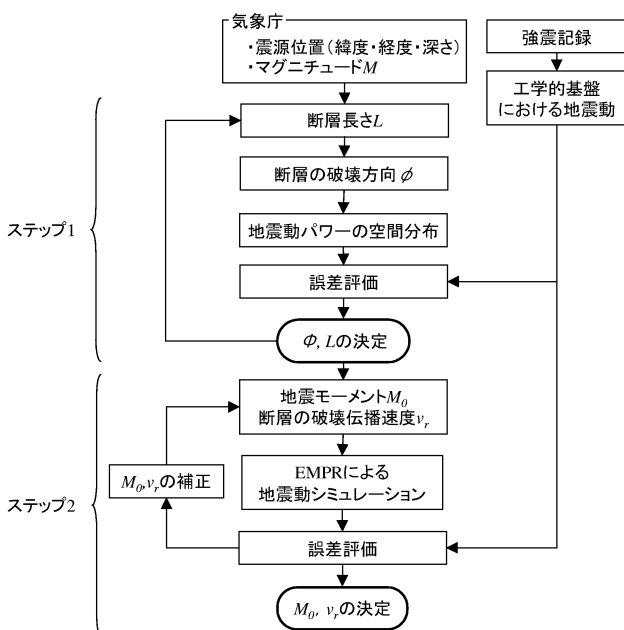 気象庁
・震源位置(緯度・経度・深さ)
・マグニチュードM
強震記録
工学的基盤
における地震動
ステップ1
断層長さL
断層の破壊方向φ
地震動パワーの空間分布
誤差評価
Φ, Lの決定
ステップ2
地震モーメントM0
断層の破壊伝播速度vr
M0,vrの補正
EMPRによる
地震動シミュレーション
誤差評価
M0, vrの決定